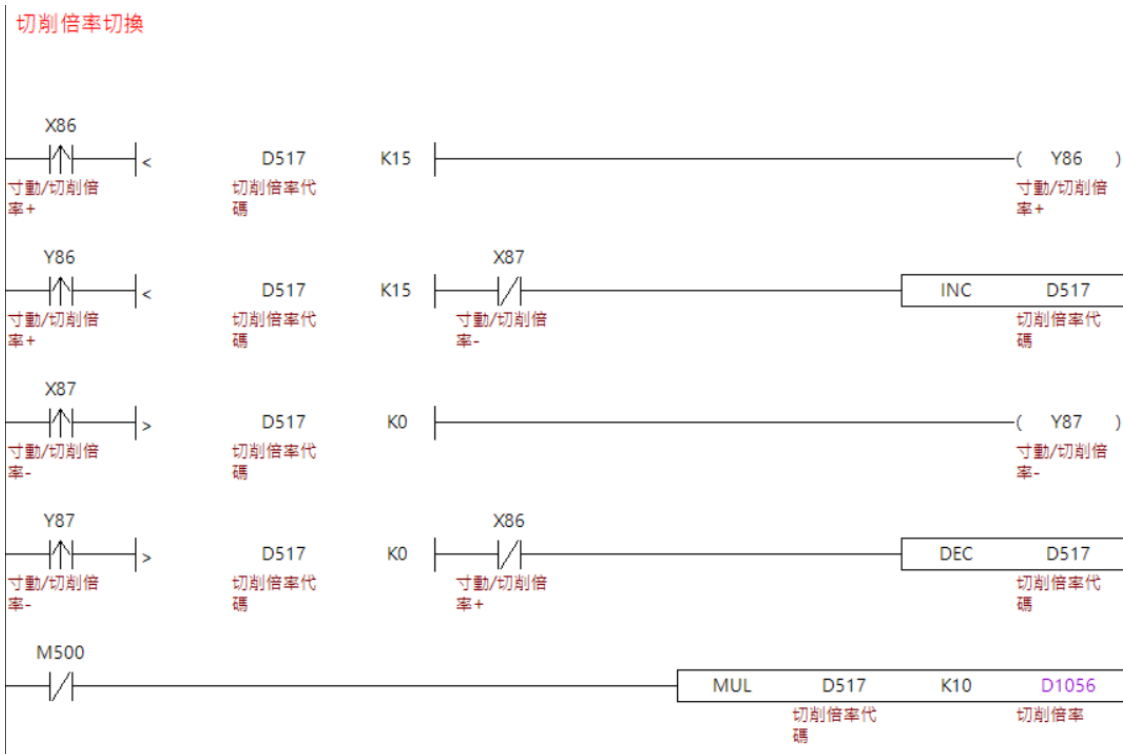 切削倍率切換
X86
< D517 K15 ( Y86 )
寸動/切削倍 切削倍率代 寸動/切削倍
率+ 碼 率+
Y86 X87
< D517 K15 INC D517
寸動/切削倍 切削倍率代 寸動/切削倍 切削倍率代
率+ 碼 率- 碼
X87
> D517 K0 ( Y87 )
寸動/切削倍 切削倍率代 寸動/切削倍
率- 碼 率-
Y87 X86
> D517 K0 DEC D517
寸動/切削倍 切削倍率代 寸動/切削倍 切削倍率代
率- 碼 率+ 碼
M500
MUL D517 K10 D1056
切削倍率代 切削倍率
碼